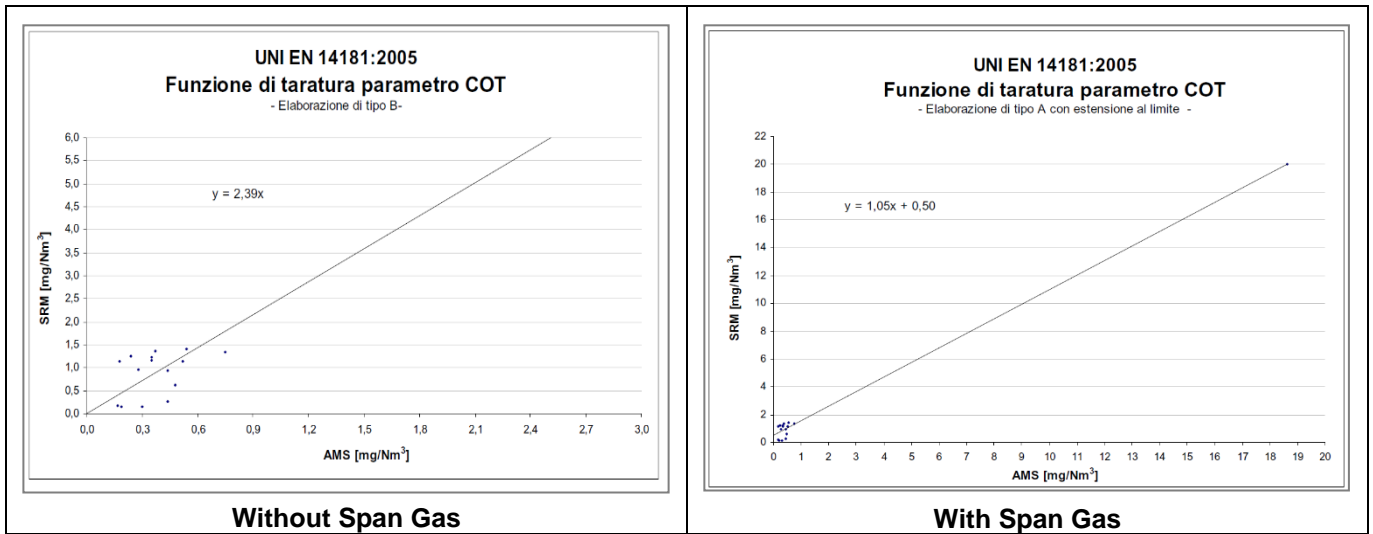 UNI EN 14181:2005
Funzione di taratura parametro COT
- Elaborazione di tipo B-
6,0
5,5
5,0
4,5
4,0
3,5
3,0
2,5
2,0
1,5
1,0
0,5
0,0
y = 2,39x
SRM [mg/Nm³]
0,0 0,3 0,6 0,9 1,2 1,5 1,8 2,1 2,4 2,7 3,0
AMS [mg/Nm³]
Without Span Gas
UNI EN 14181:2005
Funzione di taratura parametro COT
- Elaborazione di tipo A con estensione al limite -
22
20
18
16
14
12
10
8
6
4
2
0
y = 1,05x + 0,50
SRM [mg/Nm³]
0 1 2 3 4 5 6 7 8 9 10 11 12 13 14 15 16 17 18 19 20
AMS [mg/Nm³]
With Span Gas